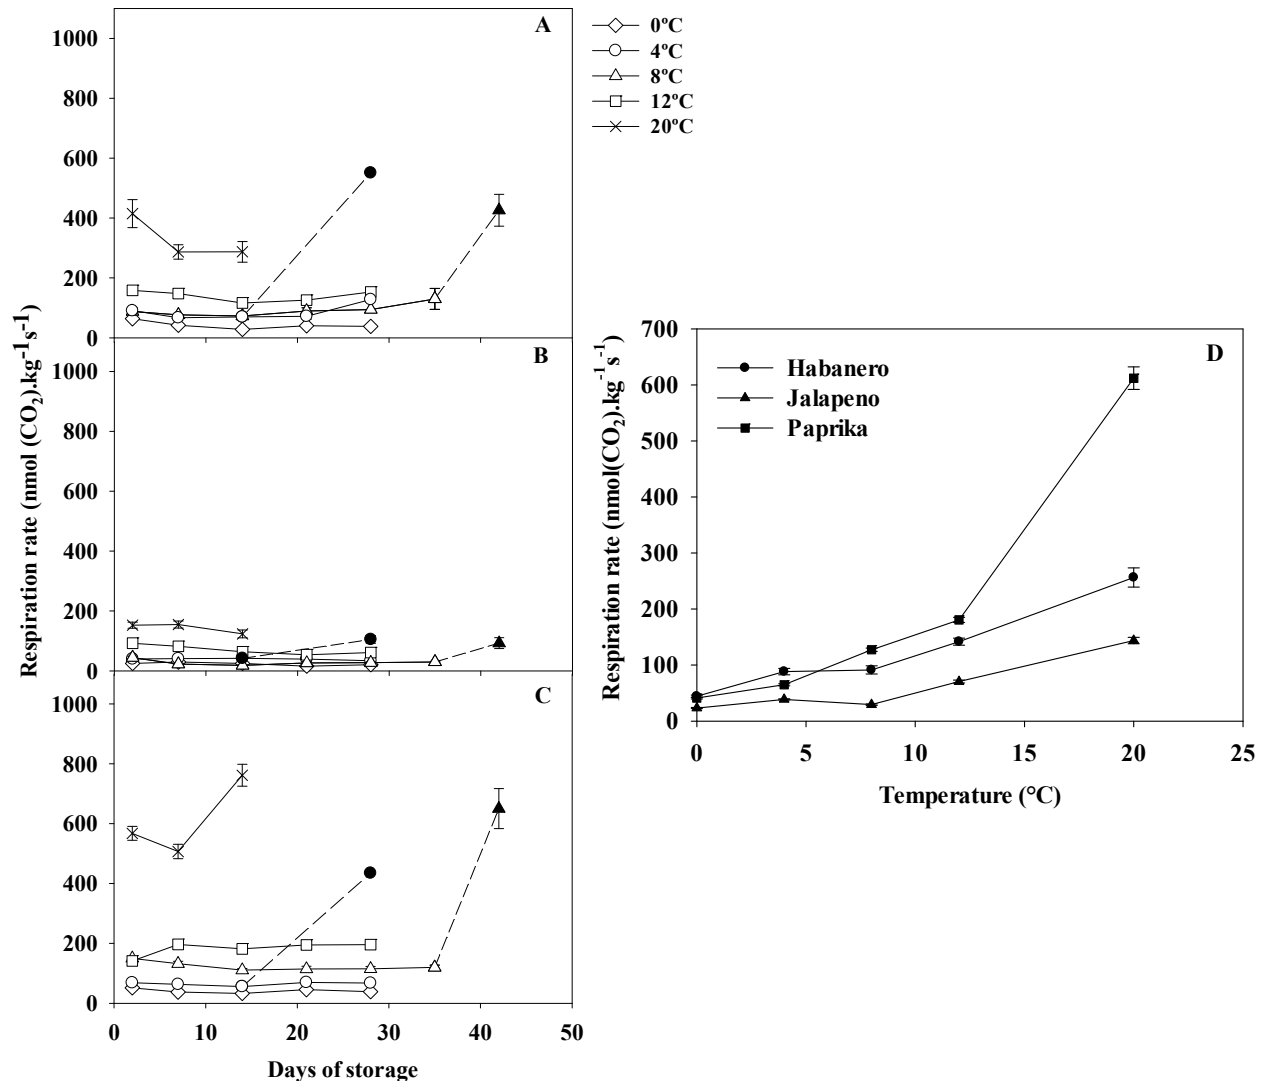 A
1000
800
600
400
200
0
0ºC
4ºC
8ºC
12ºC
20ºC
B
1000
800
600
400
200
0
C
1000
800
600
400
200
0
0 10 20 30 40 50
Days of storage
Respiration rate (nmol (CO2).kg-1s-1)
D
Habanero
Jalapeno
Paprika
700
600
500
400
300
200
100
0
0 5 10 15 20 25
Temperature (°C)
Respiration rate (nmol(CO2).kg-1s-1)